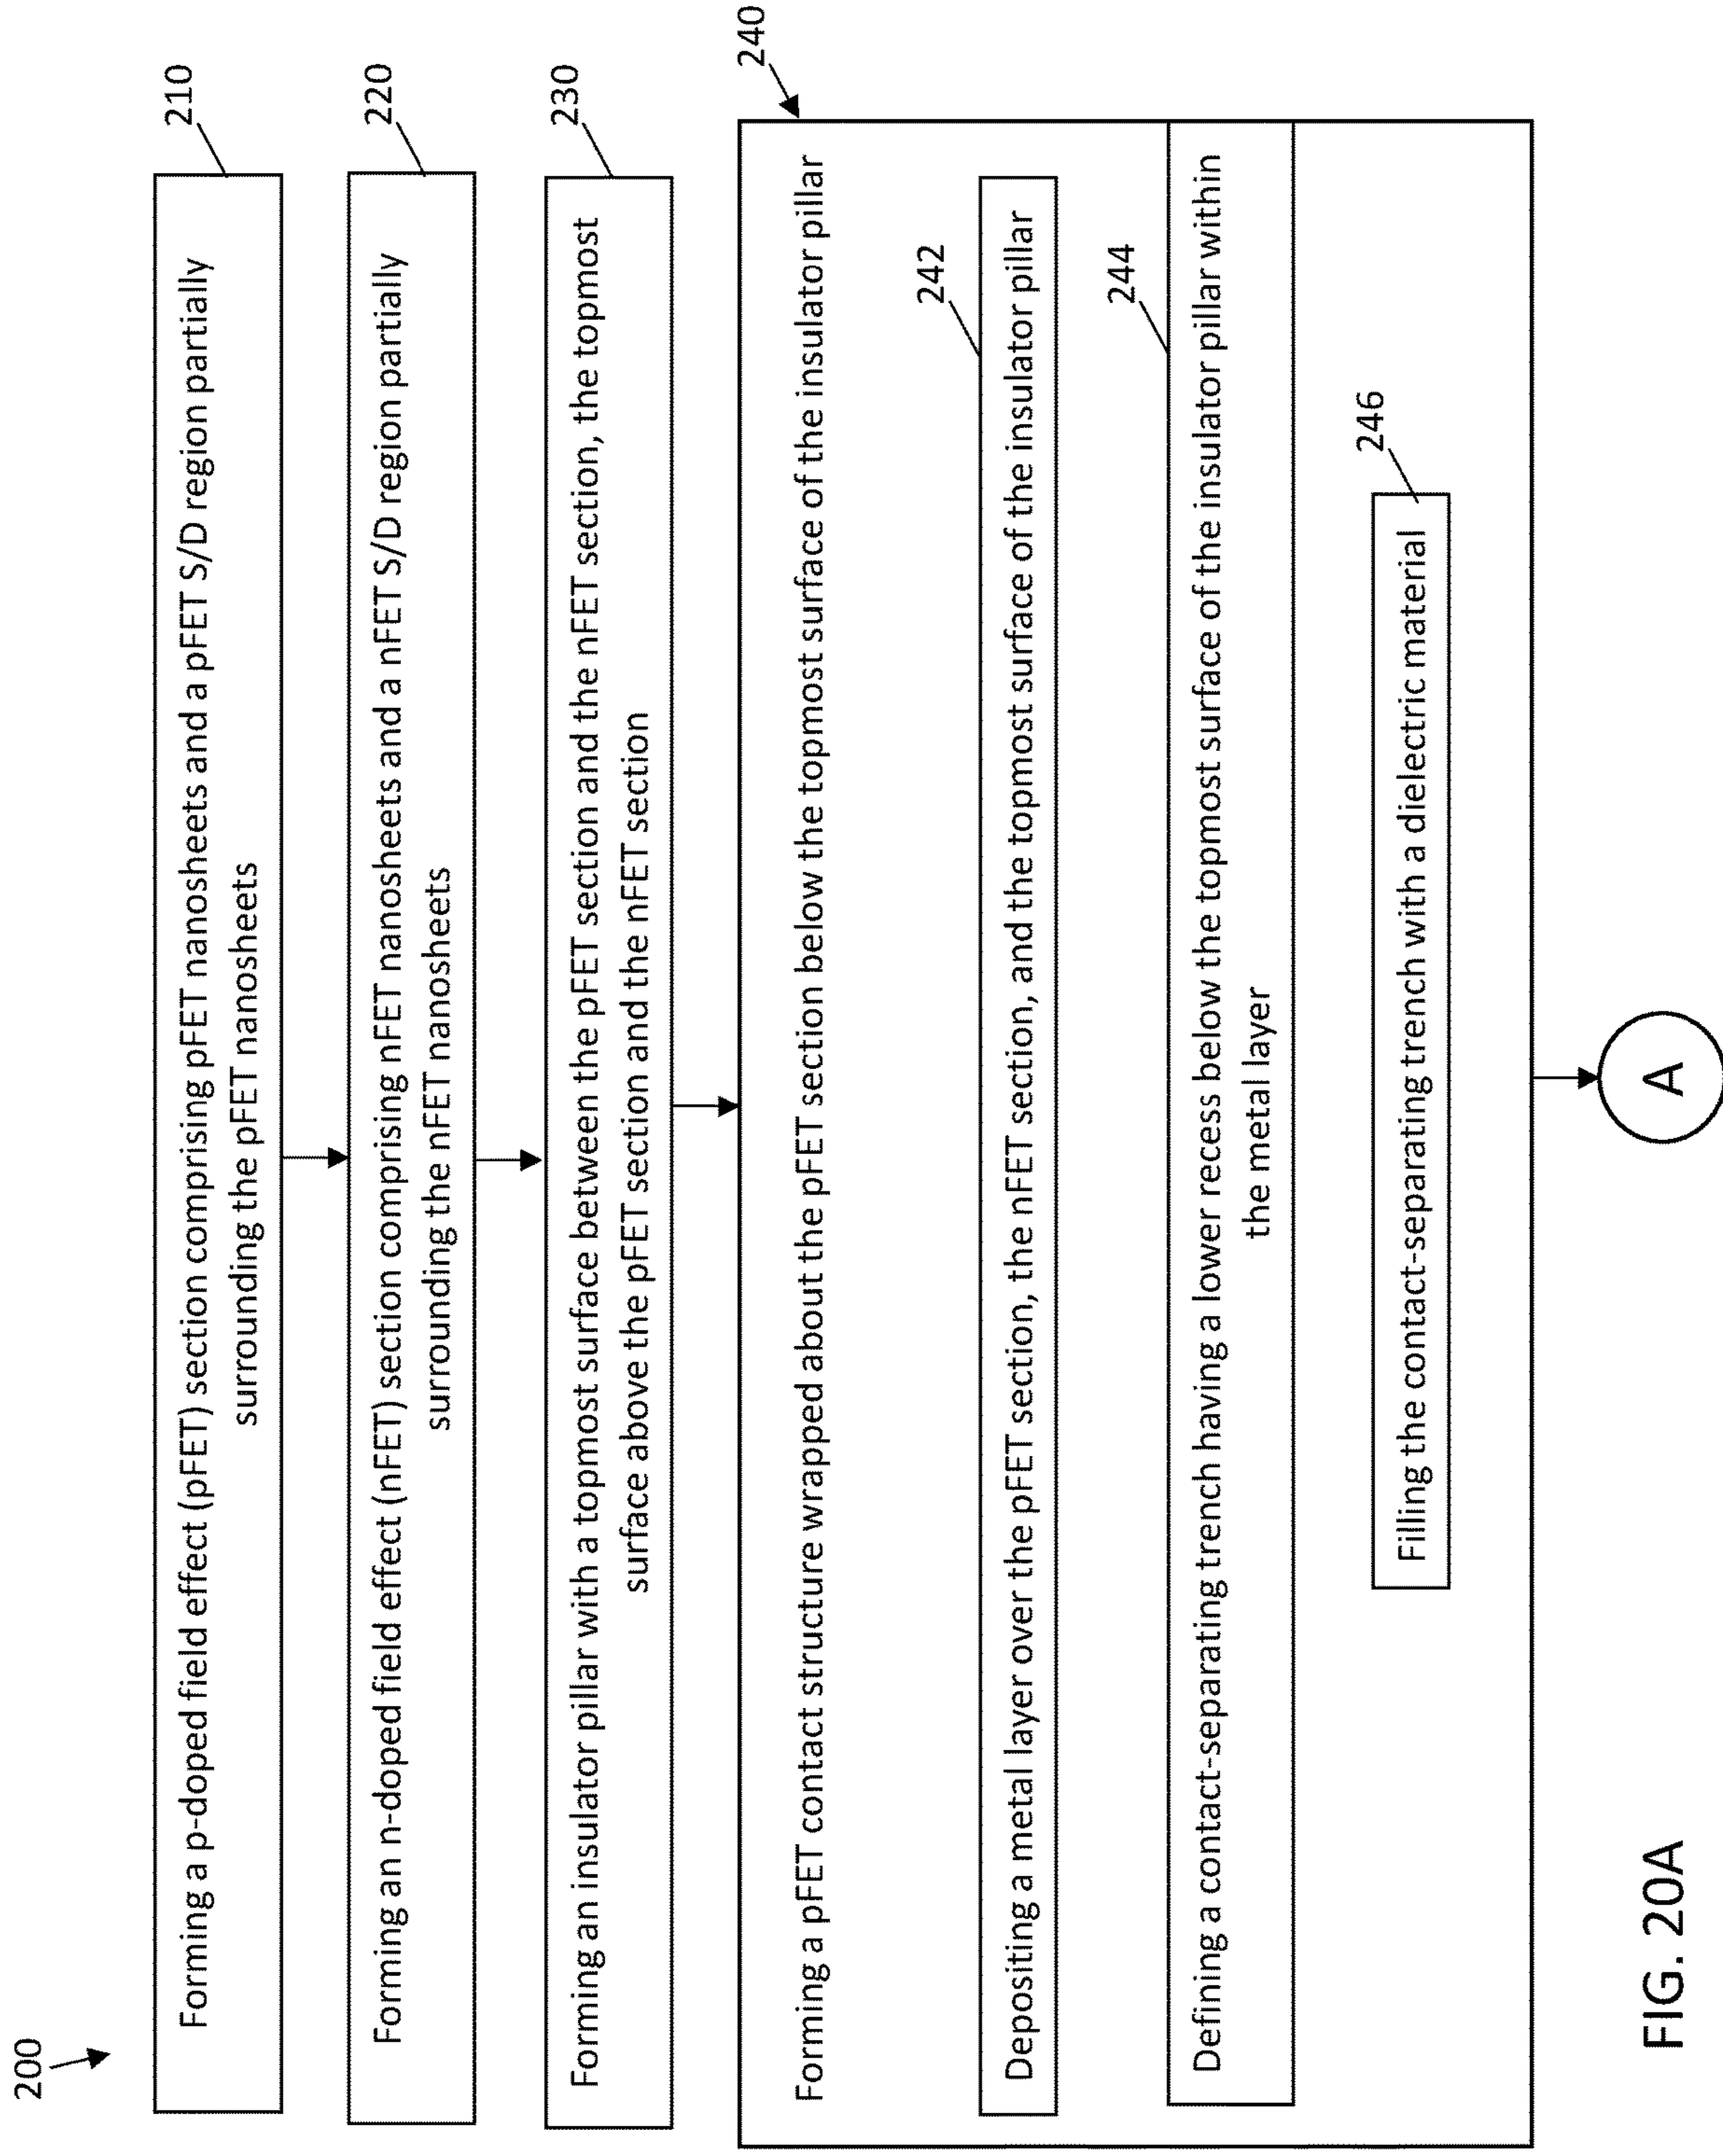 200
210
Forming a p-doped field effect (pFET) section comprising pFET nanosheets and a pFET S/D region partially
surrounding the pFET nanosheets
220
Forming an n-doped field effect (nFET) section comprising nFET nanosheets and a nFET S/D region partially
surrounding the nFET nanosheets
230
Forming an insulator pillar with a topmost surface between the pFET section and the nFET section, the topmost
surface above the pFET section and the nFET section
240
Forming a pFET contact structure wrapped about the pFET section below the topmost surface of the insulator pillar
242
Depositing a metal layer over the pFET section, the nFET section, and the topmost surface of the insulator pillar
244
Defining a contact-separating trench having a lower recess below the topmost surface of the insulator pillar within
the metal layer
246
Filling the contact-separating trench with a dielectric material
A
FIG. 20A